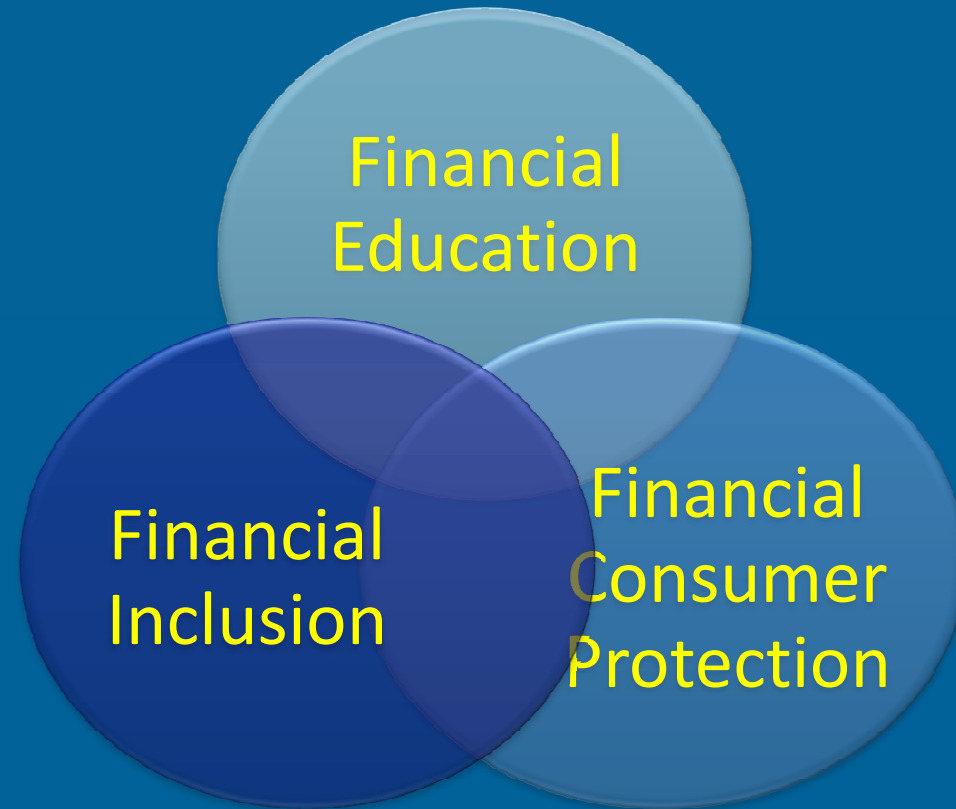 Financial
Education
Financial
Inclusion
Financial
Consumer
Protection